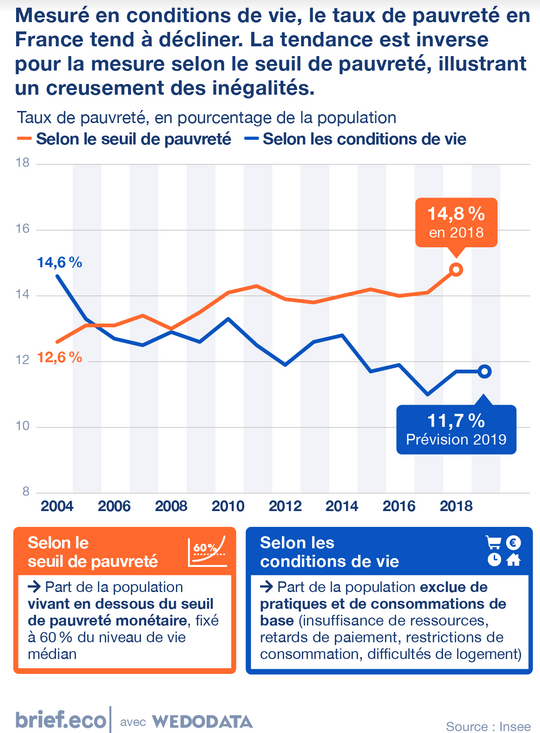 Mesuré en conditions de vie, le taux de pauvreté en
France tend à décliner. La tendance est inverse
pour la mesure selon le seuil de pauvreté, illustrant
un creusement des inégalités.
Taux de pauvreté, en pourcentage de la population
Selon le seuil de pauvreté Selon les conditions de vie
18
16
14
12
10
8
14,6 %
12,6 %
14,8 %
en 2018
11,7 %
Prévision 2019
2004 2006 2008 2010 2012 2014 2016 2018
Selon le
seuil de pauvreté
60%
→ Part de la population
vivant en dessous du seuil
de pauvreté monétaire, fixé
à 60 % du niveau de vie
médian
Selon les
conditions de vie
€
→ Part de la population exclue de
pratiques et de consommations de
base (insuffisance de ressources,
retards de paiement, restrictions de
consommation, difficultés de logement)
brief.eco avec WEDODATA
Source : Insee